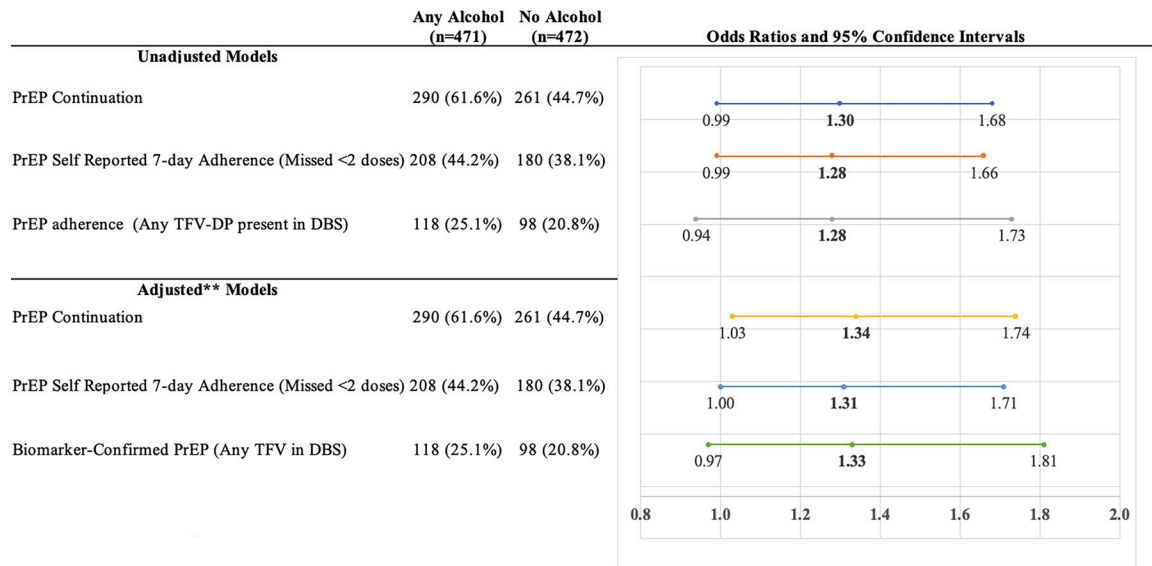 Any Alcohol No Alcohol
(n=471) (n=472) Odds Ratios and 95% Confidence Intervals
Unadjusted Models
PrEP Continuation 290 (61.6%) 261 (44.7%)
0.99 1.30 1.68
PrEP Self Reported 7-day Adherence (Missed <2 doses) 208 (44.2%) 180 (38.1%)
0.99 1.28 1.66
PrEP adherence (Any TFV-DP present in DBS) 118 (25.1%) 98 (20.8%)
0.94 1.28 1.73
Adjusted** Models
PrEP Continuation 290 (61.6%) 261 (44.7%)
1.03 1.34 1.74
PrEP Self Reported 7-day Adherence (Missed <2 doses) 208 (44.2%) 180 (38.1%)
1.00 1.31 1.71
Biomarker-Confirmed PrEP (Any TFV in DBS) 118 (25.1%) 98 (20.8%)
0.97 1.33 1.81
0.8 1.0 1.2 1.4 1.6 1.8 2.0